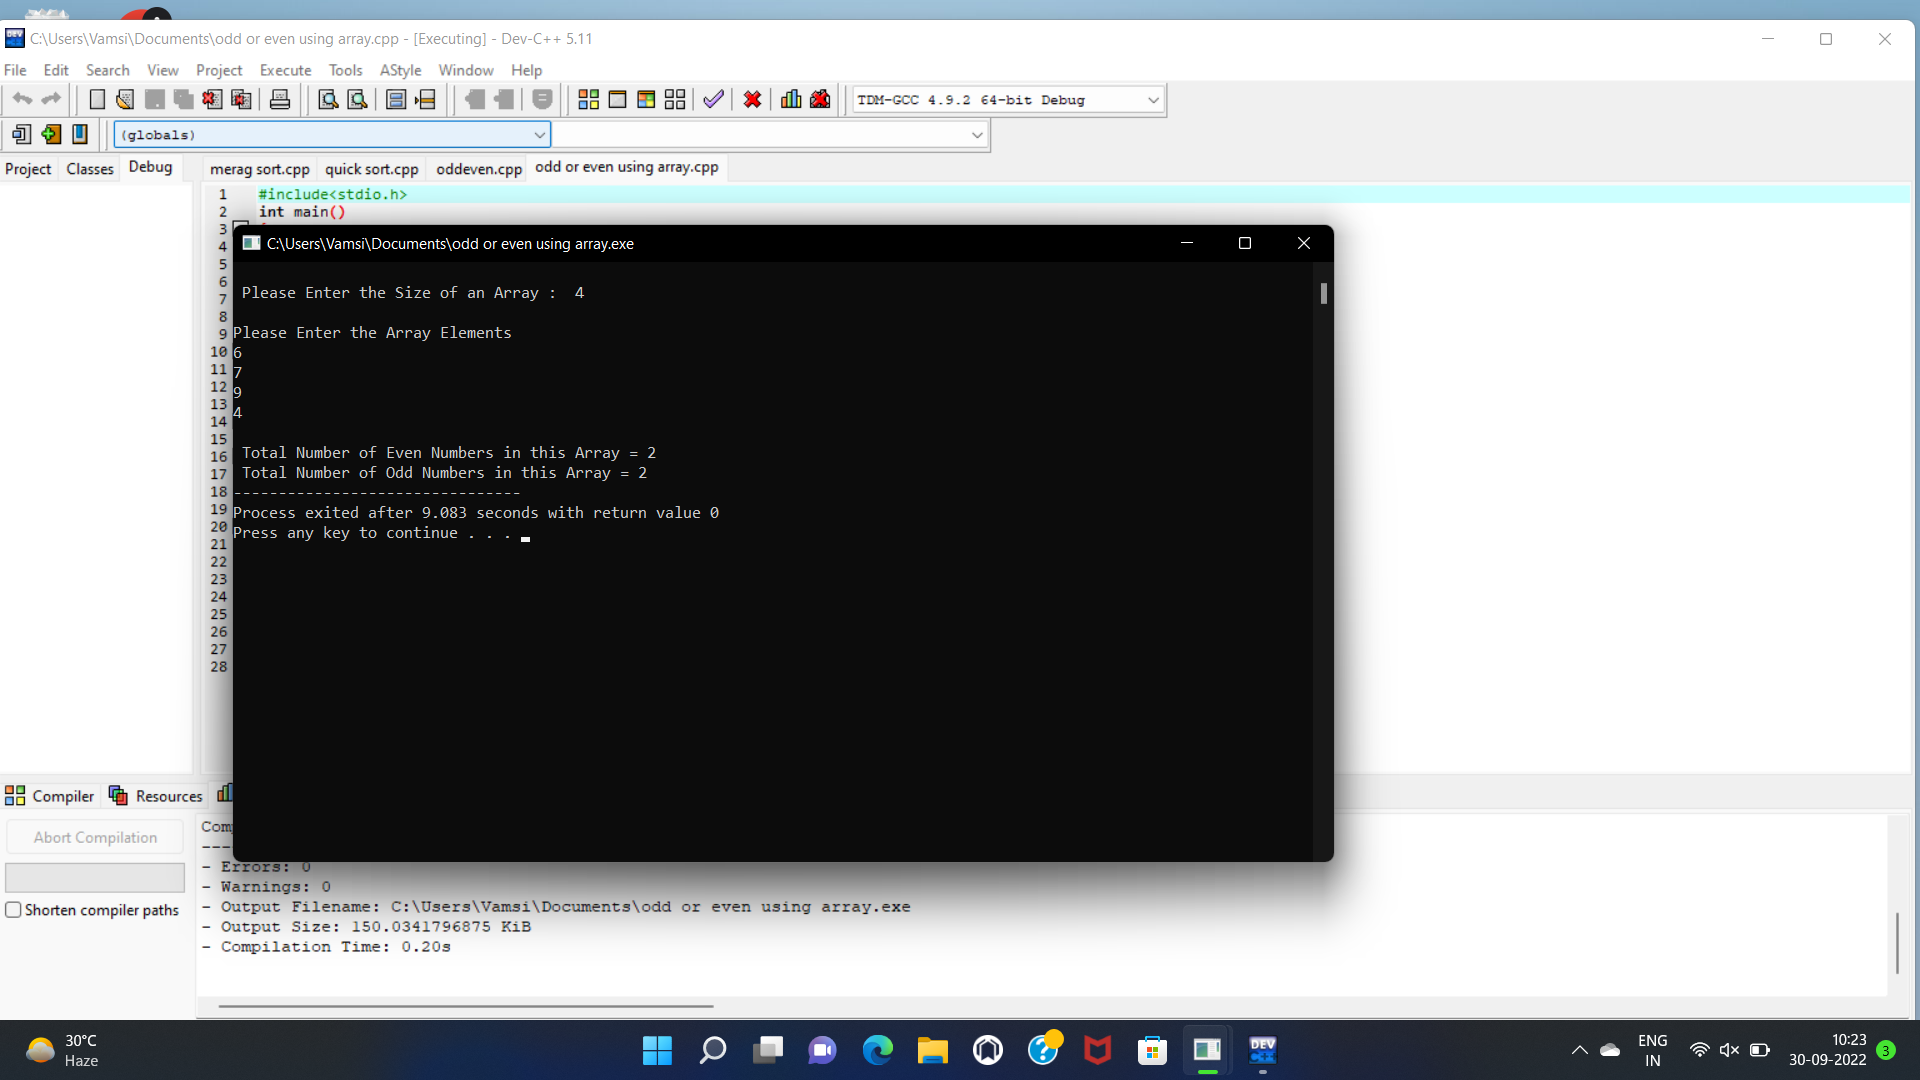 C:\Users\Vamsi\Documents\odd or even using array.cpp - [Executing] - Dev-C++ 5.11
File Edit Search View Project Execute Tools AStyle Window Help
TDM-GCC 4.9.2 64-bit Debug
(globals)
Project Classes Debug
merag sort.cpp quick sort.cpp oddeven.cpp odd or even using array.cpp
1 #include<stdio.h>
2 int main()
3
4
5
6
7
8
9
10
11
12
13
14
15
16
17
18
19
20
21
22
23
24
25
26
27
28
C:\Users\Vamsi\Documents\odd or even using array.exe
Please Enter the Size of an Array :  4
Please Enter the Array Elements
6
7
9
4
Total Number of Even Numbers in this Array = 2
Total Number of Odd Numbers in this Array = 2
--------------------------------
Process exited after 9.083 seconds with return value 0
Press any key to continue . . .
Compiler Resources
Abort Compilation
Shorten compiler paths
- Errors: 0
- Warnings: 0
- Output Filename: C:\Users\Vamsi\Documents\odd or even using array.exe
- Output Size: 150.0341796875 KiB
- Compilation Time: 0.20s
30°C
Haze
DEV
ENG
IN
10:23
30-09-2022
3